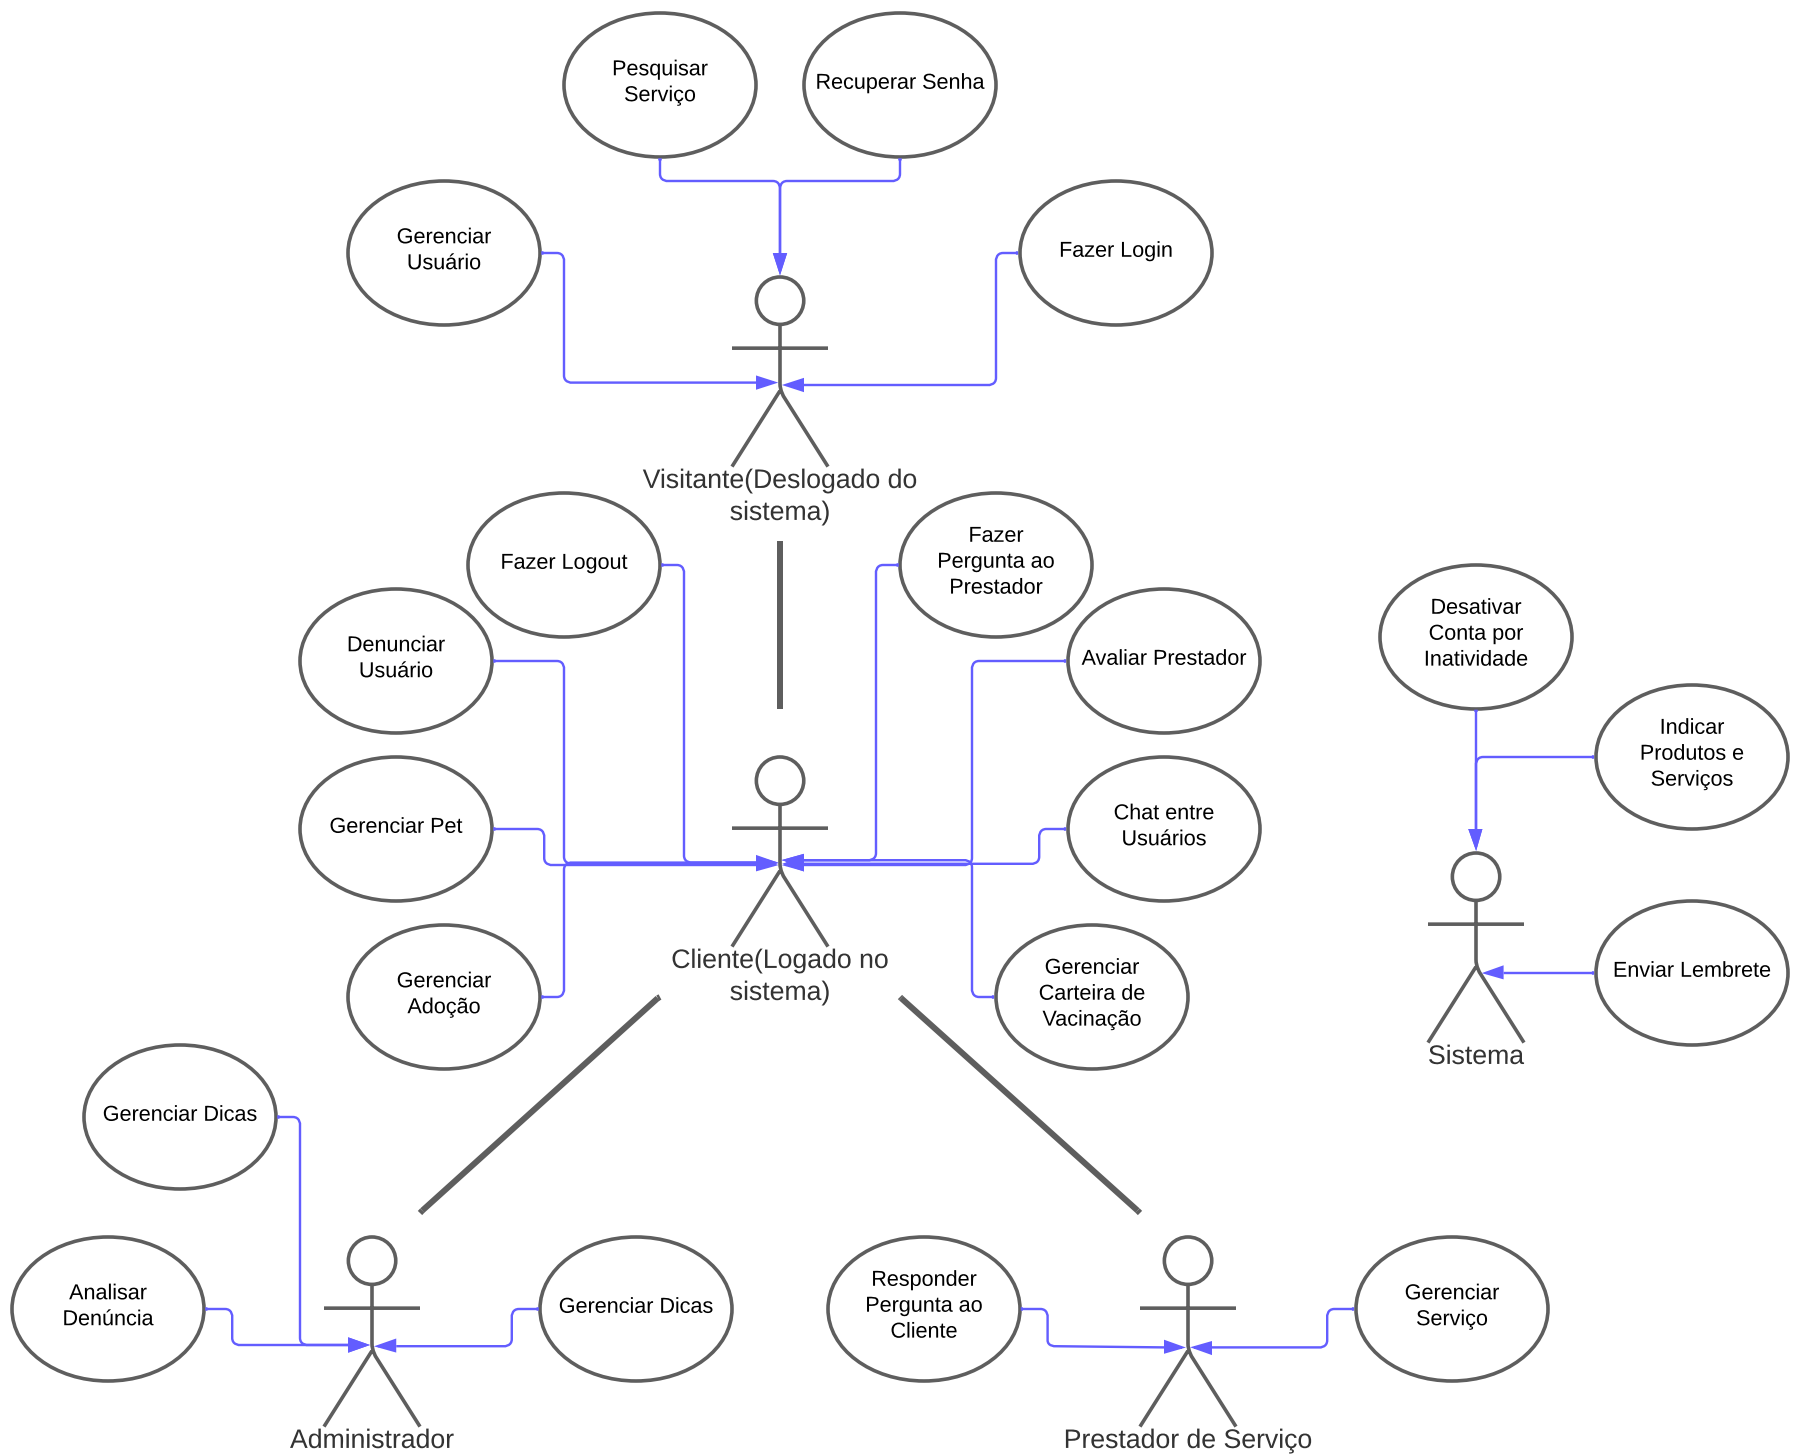 Pesquisar
Serviço
Recuperar Senha
Gerenciar
Usuário
Fazer Login
Visitante(Deslogado do
sistema)
Fazer Logout
Fazer
Pergunta ao
Prestador
Denunciar
Usuário
Avaliar Prestador
Desativar
Conta por
Inatividade
Indicar
Produtos e
Serviços
Gerenciar Pet
Chat entre
Usuários
Cliente(Logado no
sistema)
Gerenciar
Adoção
Gerenciar
Carteira de
Vacinação
Enviar Lembrete
Sistema
Gerenciar Dicas
Analisar
Denúncia
Gerenciar Dicas
Responder
Pergunta ao
Cliente
Gerenciar
Serviço
Administrador
Prestador de Serviço